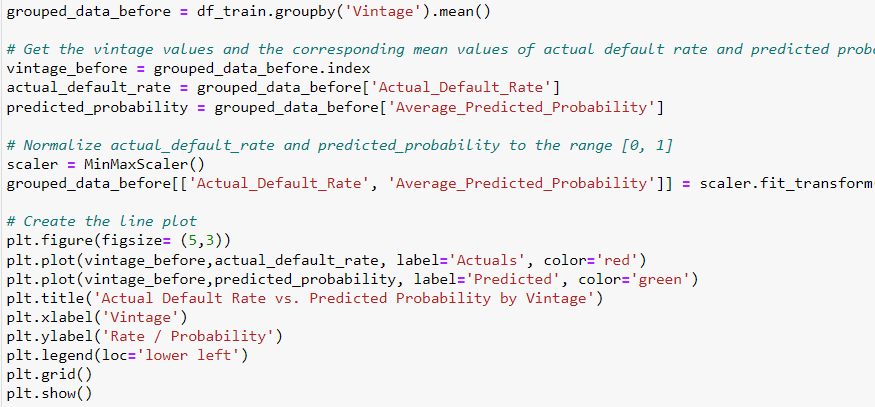 grouped_data_before = df_train.groupby('Vintage').mean()
# Get the vintage values and the corresponding mean values of actual default rate and predicted
vintage_before = grouped_data_before.index
actual_default_rate = grouped_data_before['Actual_Default_Rate']
predicted_probability = grouped_data_before['Average_Predicted_Probability']
# Normalize actual_default_rate and predicted_probability to the range [0, 1]
scaler = MinMaxScaler()
grouped_data_before[['Actual_Default_Rate', 'Average_Predicted_Probability']] = scaler.fit_transform(
# Create the line plot
plt.figure(figsize= (5,3))
plt.plot(vintage_before,actual_default_rate, label='Actuals', color='red')
plt.plot(vintage_before,predicted_probability, label='Predicted', color='green')
plt.title('Actual Default Rate vs. Predicted Probability by Vintage')
plt.xlabel('Vintage')
plt.ylabel('Rate / Probability')
plt.legend(loc='lower left')
plt.grid()
plt.show()